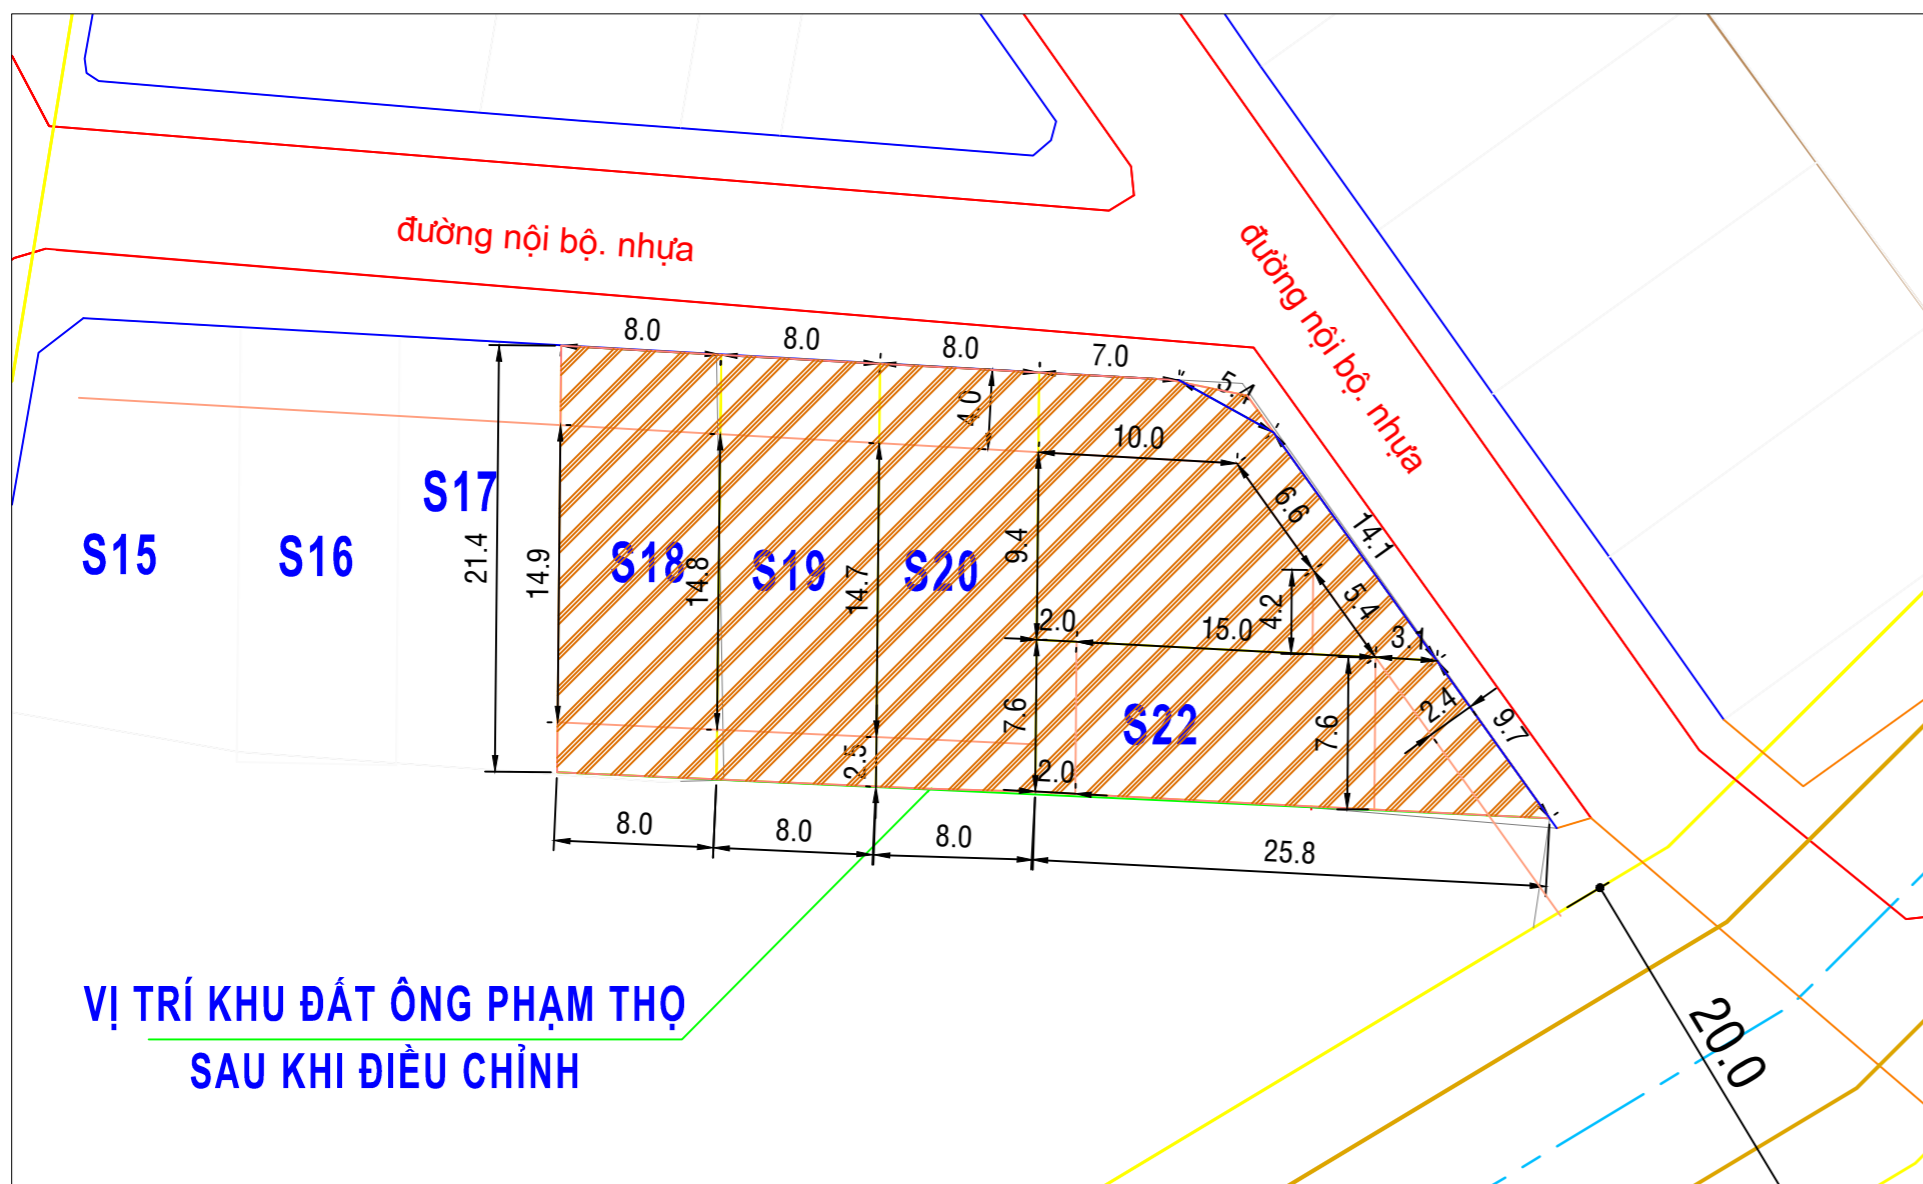 đường nội bộ. nhựa
đường nội bộ. nhựa
8.0
8.0
8.0
7.0
5.4
4.0
10.0
S17
S15
S16
21.4
14.9
S18
14.8
S19
14.7
S20
9.4
6.6
14.1
4.2
5.4
2.0
15.0
3.1
7.6
S22
7.6
2.4
9.7
2.5
2.0
8.0
8.0
8.0
25.8
VỊ TRÍ KHU ĐẤT ÔNG PHẠM THỌ
SAU KHI ĐIỀU CHỈNH
20.0